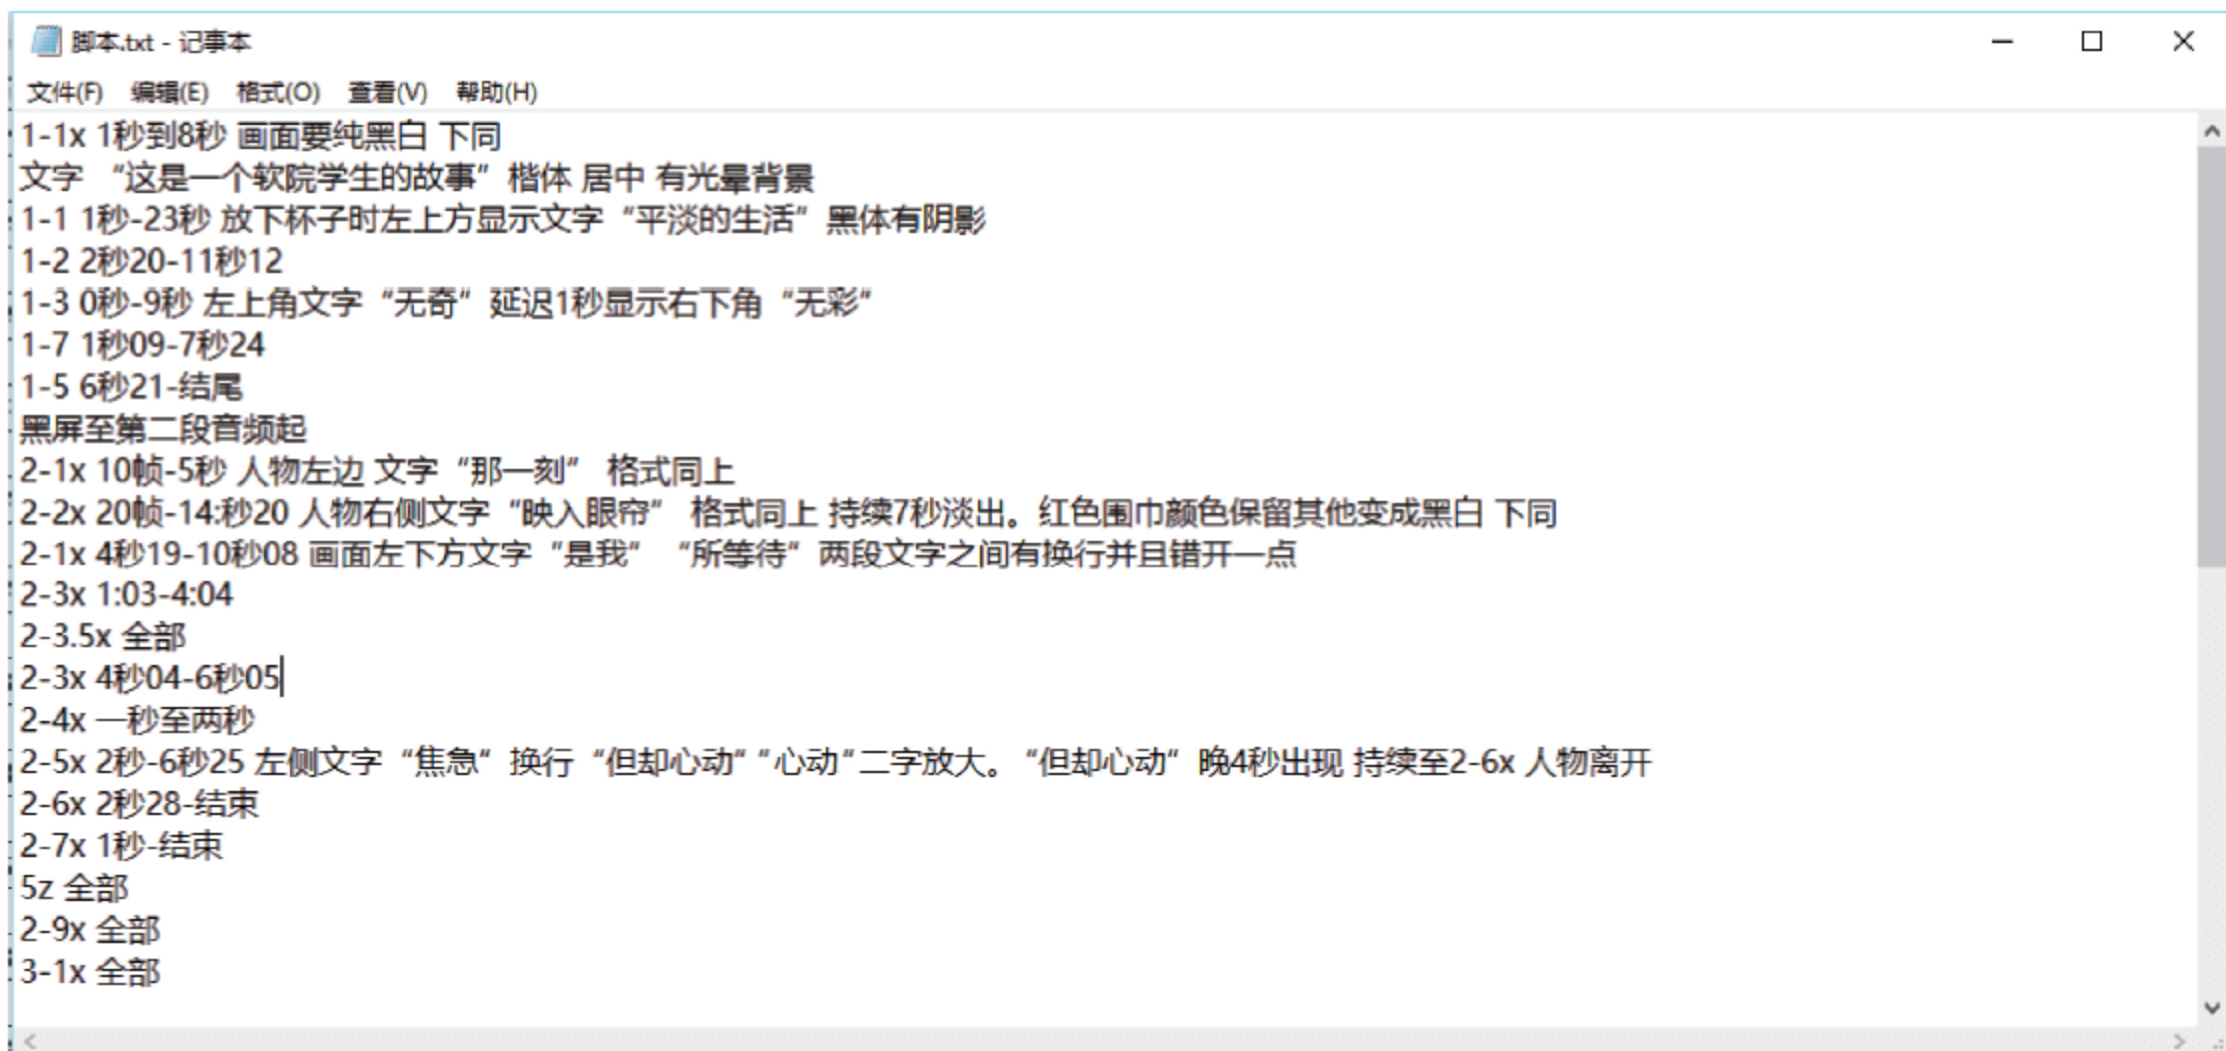 脚本.txt - 记事本
文件(F) 编辑(E) 格式(O) 查看(V) 帮助(H)
1-1x 1秒到8秒 画面要纯黑白 下同
文字 “这是一个软院学生的故事” 楷体 居中 有光晕背景
1-1 1秒-23秒 放下杯子时左上方显示文字“平淡的生活” 黑体有阴影
1-2 2秒20-11秒12
1-3 0秒-9秒 左上角文字“无奇” 延迟1秒显示右下角“无彩”
1-7 1秒09-7秒24
1-5 6秒21-结尾
黑屏至第二段音频起
2-1x 10帧-5秒 人物左边 文字“那一刻” 格式同上
2-2x 20帧-14:秒20 人物右侧文字“映入眼帘” 格式同上 持续7秒淡出。红色围巾颜色保留其他变成黑白 下同
2-1x 4秒19-10秒08 画面左下方文字“是我” “所等待“ 两段文字之间有换行并且错开一点
2-3x 1:03-4:04
2-3.5x 全部
2-3x 4秒04-6秒05
2-4x 一秒至两秒
2-5x 2秒-6秒25 左侧文字“焦急“ 换行“但却心动“ “心动“二字放大。“但却心动“ 晚4秒出现 持续至2-6x 人物离开
2-6x 2秒28-结束
2-7x 1秒-结束
5z 全部
2-9x 全部
3-1x 全部